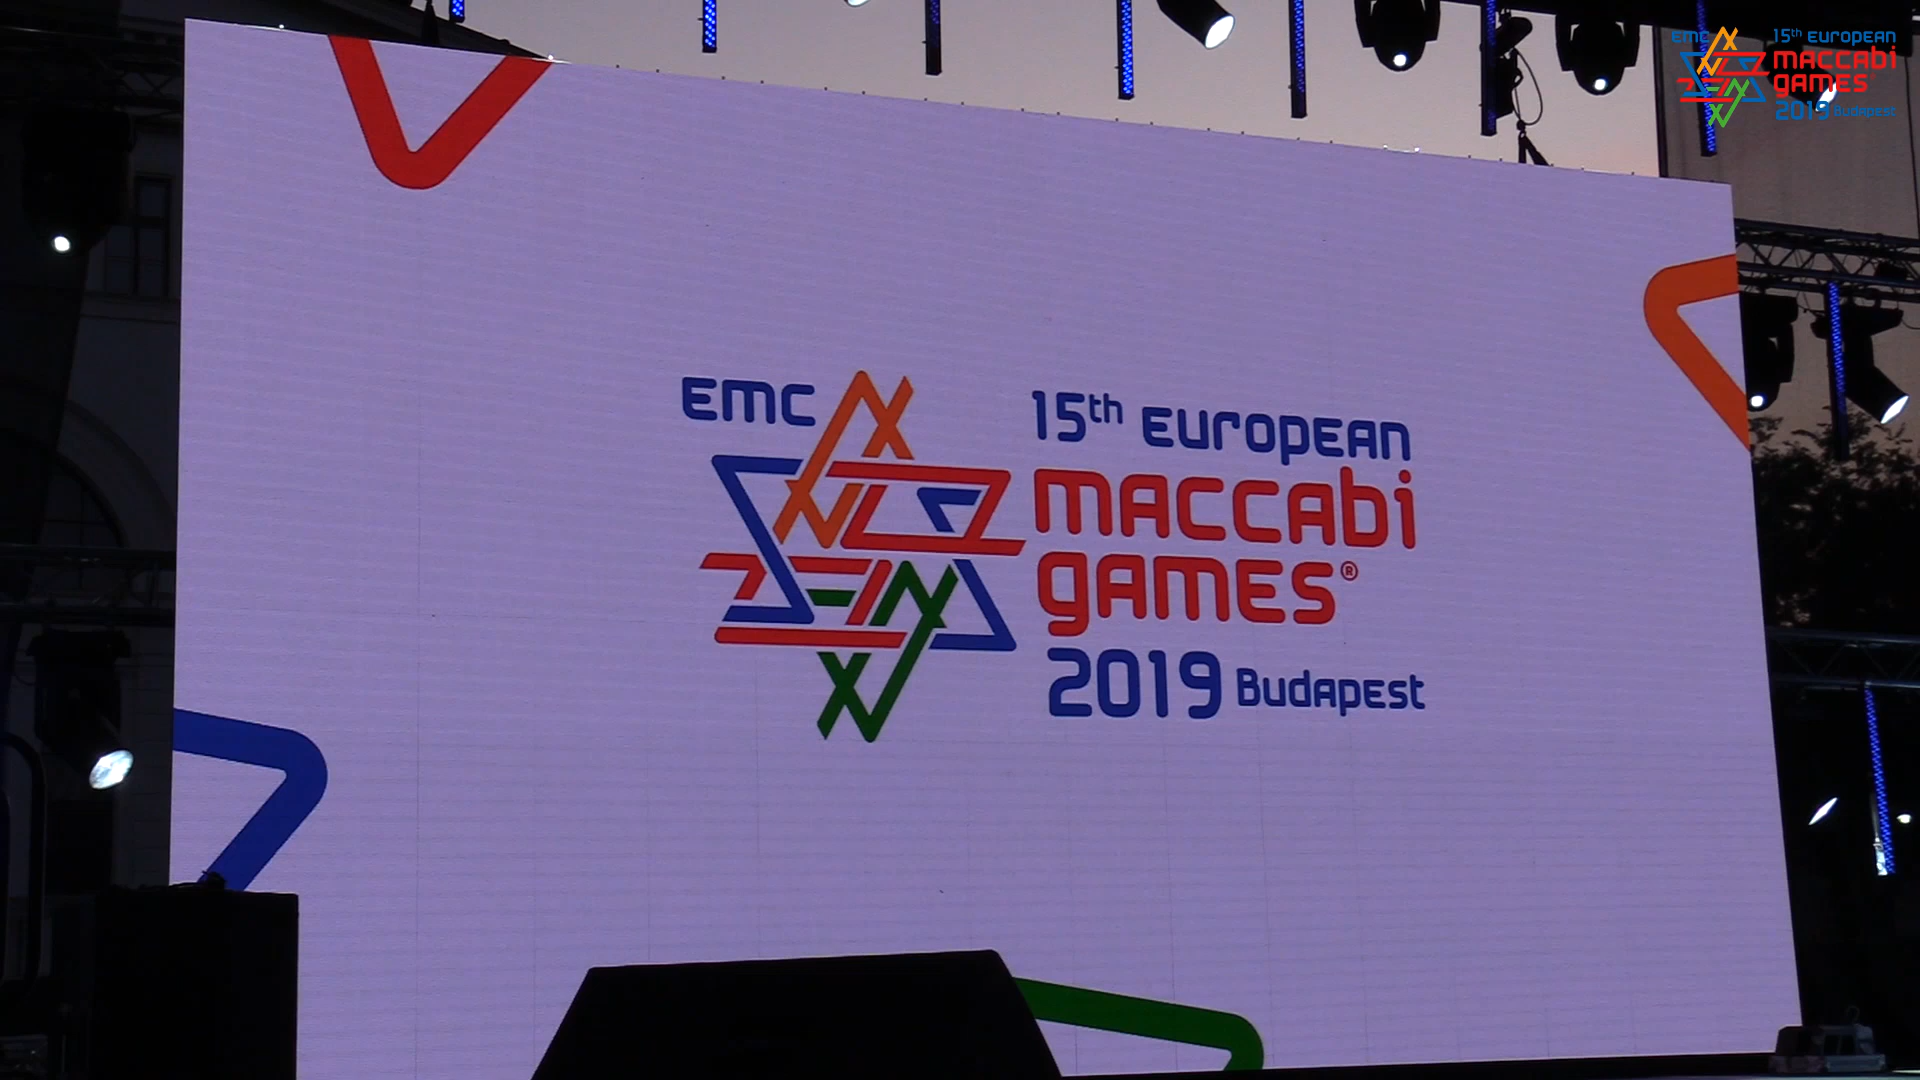 EMC
15th EUROPEAN
maccabi
games®
2019 Budapest
EMC
15th EUROPEAN
maccabi
games
2019 Budapest